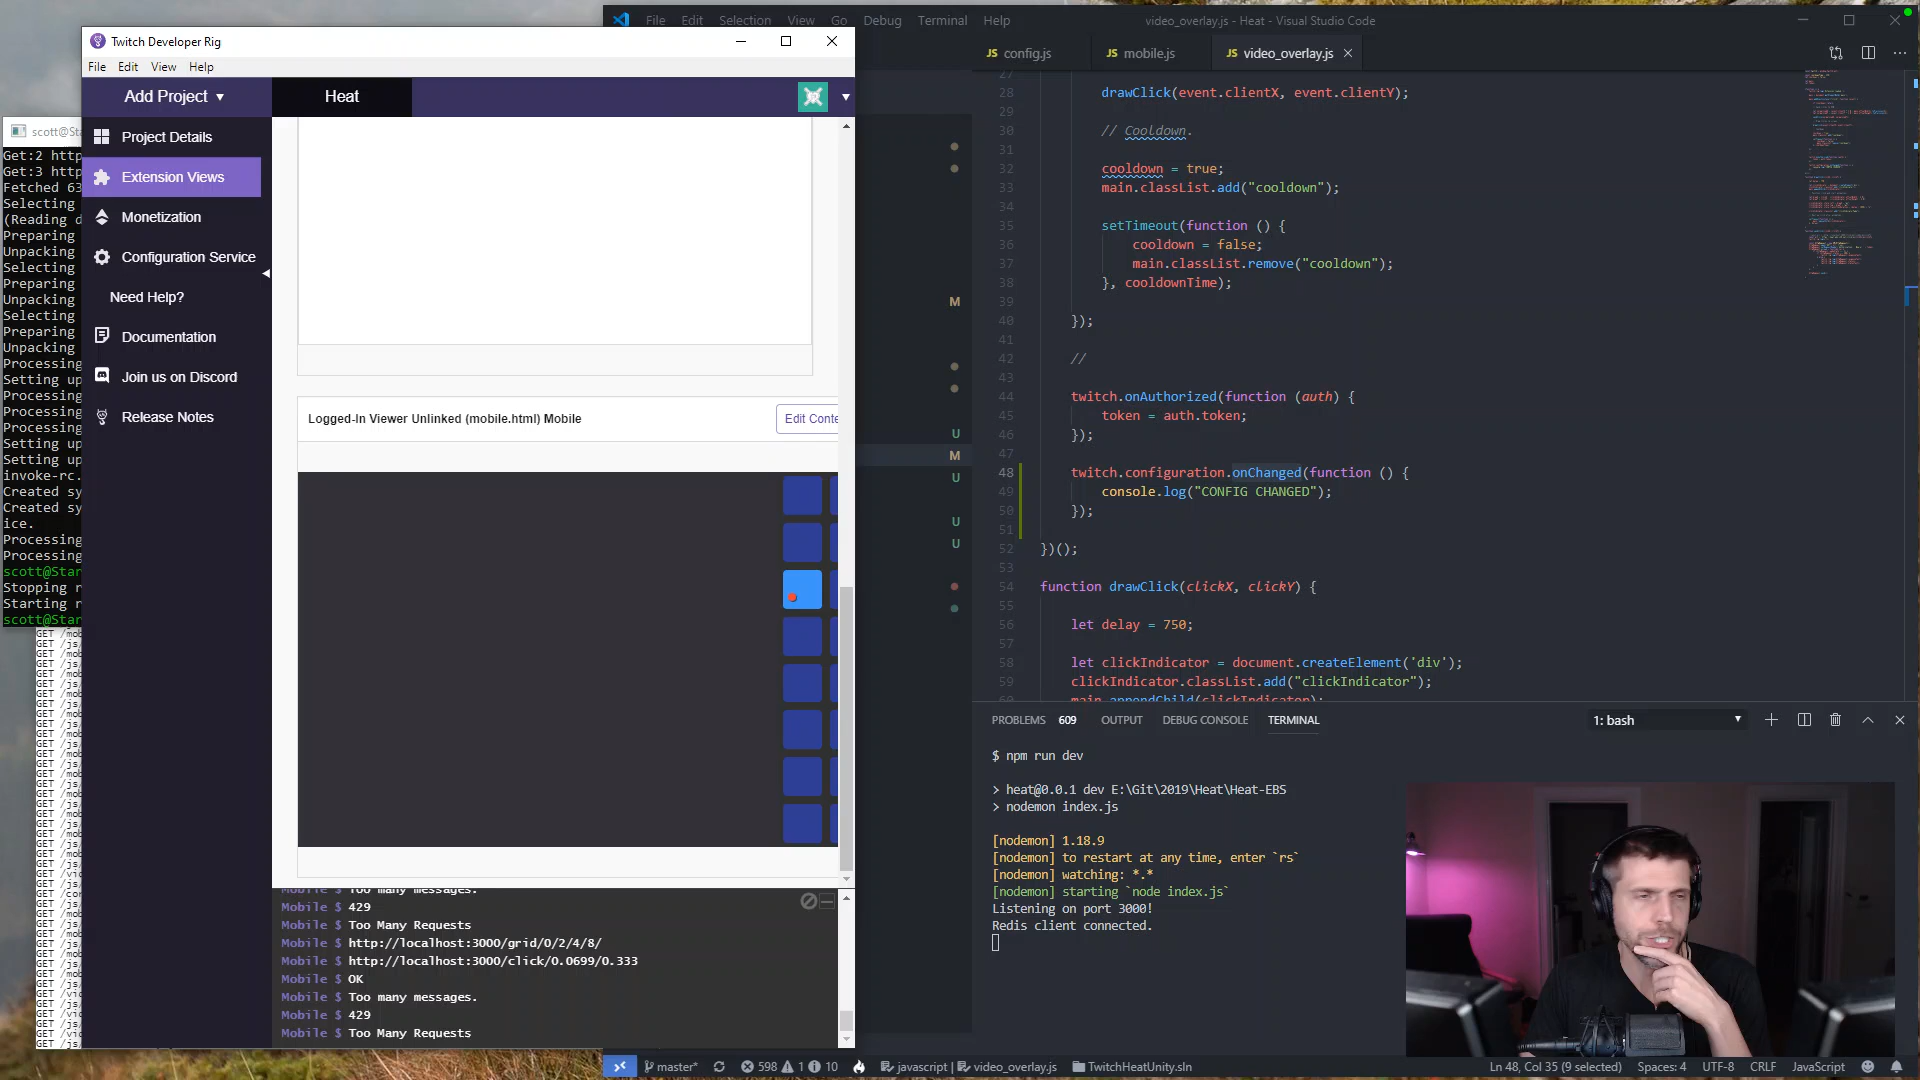 File Edit Selection View Go Debug Terminal Help
video_overlay.js - Heat - Visual Studio Code
Twitch Developer Rig
File Edit View Help
Add Project
Heat
Project Details
Extension Views
Monetization
Configuration Service
Need Help?
Documentation
Join us on Discord
Release Notes
scott@Sta
Get:2 http
Get:3 http
Fetched 63
Selecting
(Reading d
Preparing
Unpacking
Selecting
Preparing
Unpacking
Selecting
Preparing
Unpacking
Processing
Setting up
Processing
Processing
Processing
Setting up
Setting up
invoke-rc.
Created sy
Created sy
ice.
Processing
Processing
scott@Star
Stopping r
Starting r
scott@Star
Logged-In Viewer Unlinked (mobile.html) Mobile
Edit Conte
Mobile $ Too many messages.
Mobile $ 429
Mobile $ Too Many Requests
Mobile $ http://localhost:3000/grid/0/2/4/8/
Mobile $ http://localhost:3000/click/0.0699/0.333
Mobile $ OK
Mobile $ Too many messages.
Mobile $ 429
Mobile $ Too Many Requests
M
U
M
U
U
U
JS config.js JS mobile.js JS video_overlay.js
27
28 drawClick(event.clientX, event.clientY);
29
30 // Cooldown.
31
32 cooldown = true;
33 main.classList.add("cooldown");
34
35 setTimeout(function () {
36 cooldown = false;
37 main.classList.remove("cooldown");
38 }, cooldownTime);
39
40 });
41
42 //
43
44 twitch.onAuthorized(function (auth) {
45 token = auth.token;
46 });
47
48 twitch.configuration.onChanged(function () {
49 console.log("CONFIG CHANGED");
50 });
51
52 })();
53
54 function drawClick(clickX, clickY) {
55
56 let delay = 750;
57
58 let clickIndicator = document.createElement('div');
59 clickIndicator.classList.add("clickIndicator");
60 main.appendChild(clickIndicator);
PROBLEMS 609 OUTPUT DEBUG CONSOLE TERMINAL
1: bash
$ npm run dev
> heat@0.0.1 dev E:\Git\2019\Heat\Heat-EBS
> nodemon index.js
[nodemon] 1.18.9
[nodemon] to restart at any time, enter `rs`
[nodemon] watching: *.*
[nodemon] starting `node index.js`
Listening on port 3000!
Redis client connected.
master* 598 1 10 javascript | video_overlay.js TwitchHeatUnity.sln
Ln 48, Col 35 (9 selected) Spaces: 4 UTF-8 CRLF JavaScript